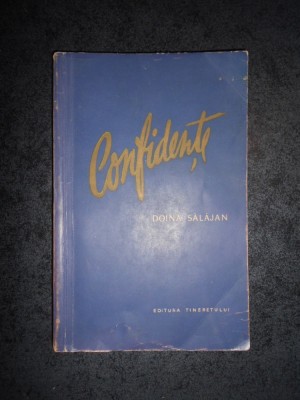 Confidențe
DOINA SĂLĂJAN
EDITURA TINERETULUI